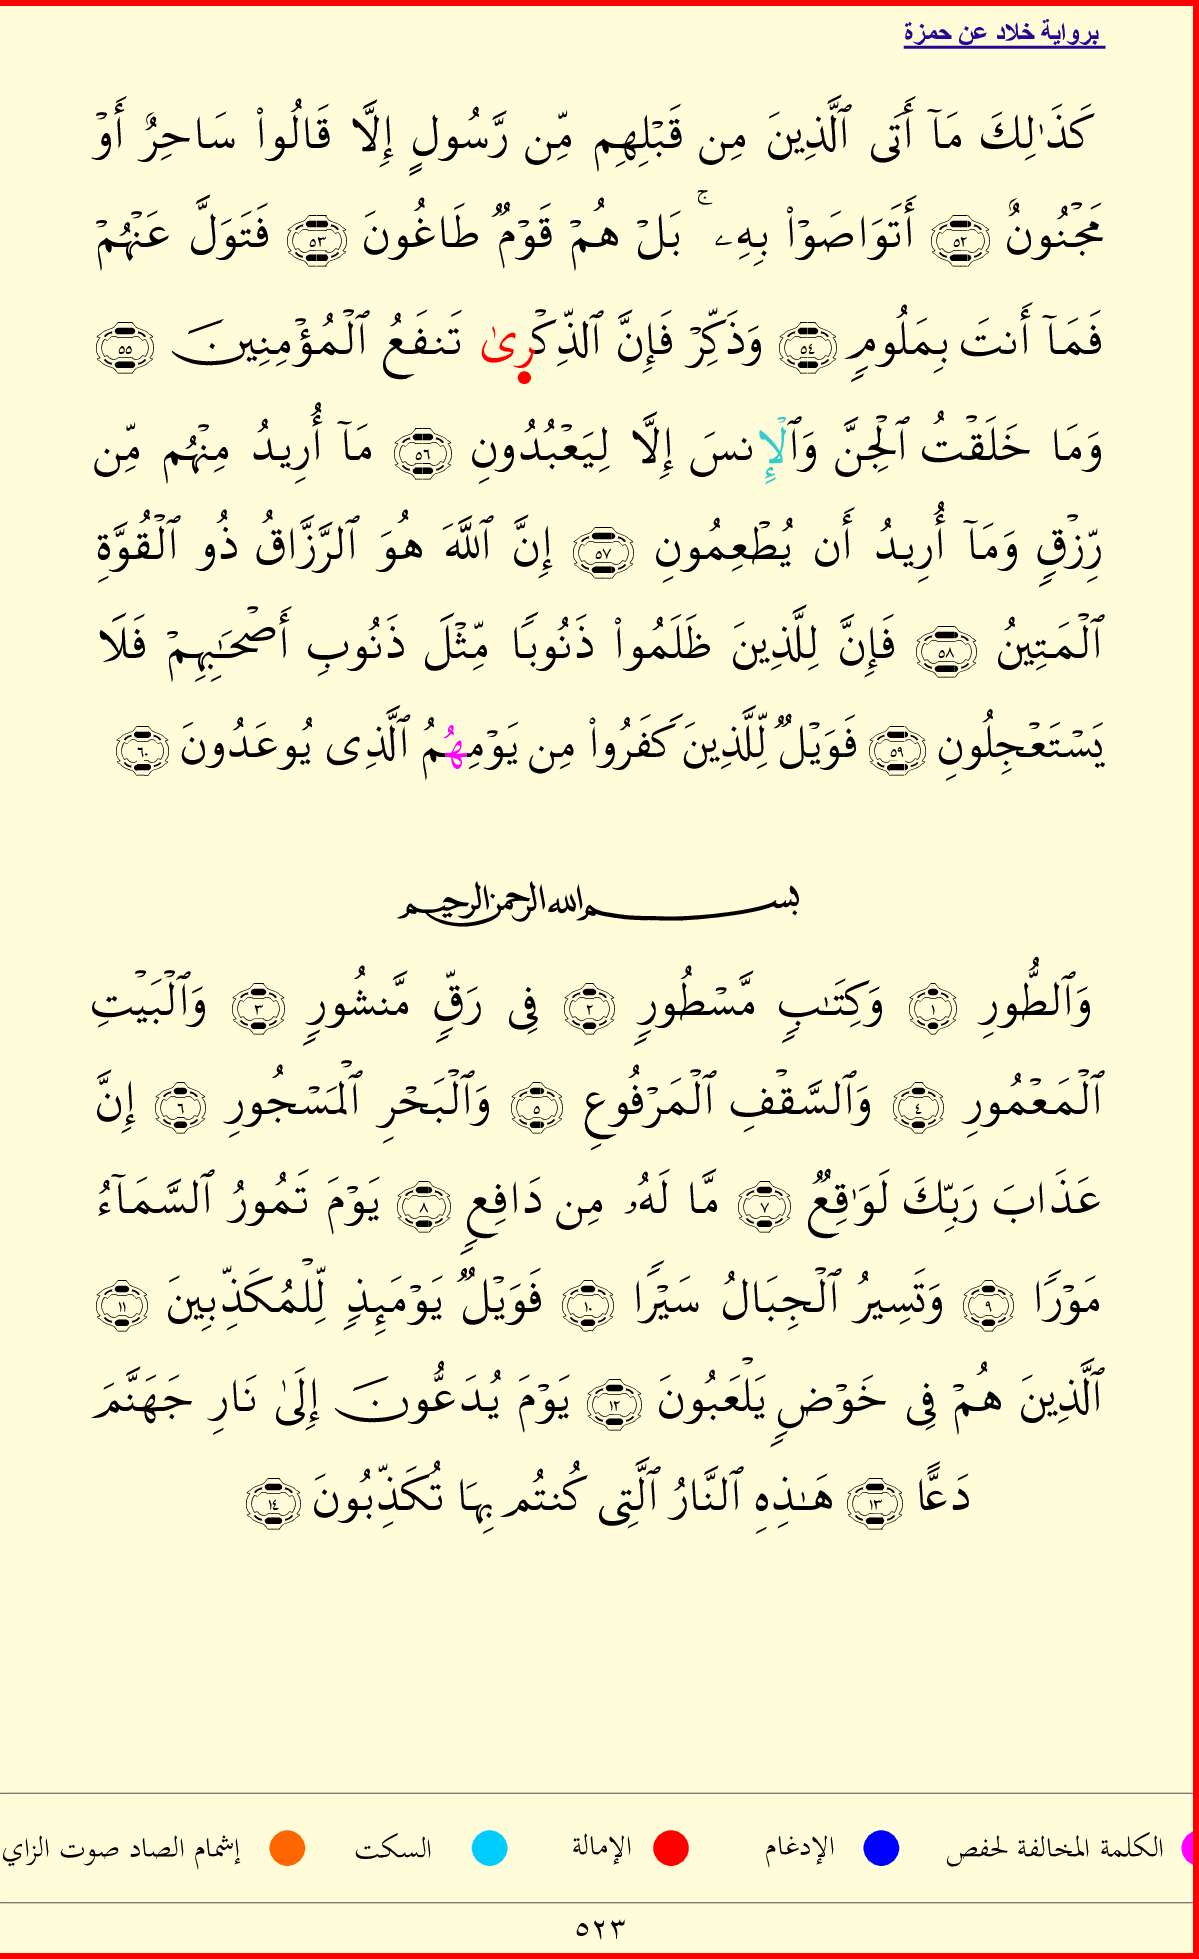 برواية خلاد عن حمزة
كَذَٰلِكَ مَآ أَتَى ٱلَّذِينَ مِن قَبْلِهِم مِّن رَّسُولٍ إِلَّا قَالُوا۟ سَاحِرٌ أَوْ
مَجْنُونٌ ٥٢ أَتَوَاصَوْا۟ بِهِۦ ۚ بَلْ هُمْ قَوْمٌ طَاغُونَ ٥٣ فَتَوَلَّ عَنْهُمْ
فَمَآ أَنتَ بِمَلُومٍ ٥٤ وَذَكِّرْ فَإِنَّ ٱلذِّكْرىٰ تَنفَعُ ٱلْمُؤْمِنِينَ ٥٥
وَمَا خَلَقْتُ ٱلْجِنَّ وَٱلْإِنسَ إِلَّا لِيَعْبُدُونِ ٥٦ مَآ أُرِيدُ مِنْهُم مِّن
رِّزْقٍ وَمَآ أُرِيدُ أَن يُطْعِمُونِ ٥٧ إِنَّ ٱللَّهَ هُوَ ٱلرَّزَّاقُ ذُو ٱلْقُوَّةِ
ٱلْمَتِينُ ٥٨ فَإِنَّ لِلَّذِينَ ظَلَمُوا۟ ذَنُوبًا مِّثْلَ ذَنُوبِ أَصْحَـٰبِهِمْ فَلَا
يَسْتَعْجِلُونِ ٥٩ فَوَيْلٌ لِّلَّذِينَ كَفَرُوا۟ مِن يَوْمِهُمُ ٱلَّذِى يُوعَدُونَ ٦٠
بسم الله الرحمن الرحيم
وَٱلطُّورِ ١ وَكِتَـٰبٍ مَّسْطُورٍ ٢ فِى رَقٍّ مَّنشُورٍ ٣ وَٱلْبَيْتِ
ٱلْمَعْمُورِ ٤ وَٱلسَّقْفِ ٱلْمَرْفُوعِ ٥ وَٱلْبَحْرِ ٱلْمَسْجُورِ ٦ إِنَّ
عَذَابَ رَبِّكَ لَوَٰقِعٌ ٧ مَّا لَهُۥ مِن دَافِعٍ ٨ يَوْمَ تَمُورُ ٱلسَّمَآءُ
مَوْرًا ٩ وَتَسِيرُ ٱلْجِبَالُ سَيْرًا ١٠ فَوَيْلٌ يَوْمَئِذٍ لِّلْمُكَذِّبِينَ ١١
ٱلَّذِينَ هُمْ فِى خَوْضٍ يَلْعَبُونَ ١٢ يَوْمَ يُدَعُّونَ إِلَىٰ نَارِ جَهَنَّمَ
دَعًّا ١٣ هَـٰذِهِ ٱلنَّارُ ٱلَّتِى كُنتُم بِهَا تُكَذِّبُونَ ١٤
الكلمة المخالفة لحفص الإدغام الإمالة السكت إشمام الصاد صوت الزاي
٥٢٣